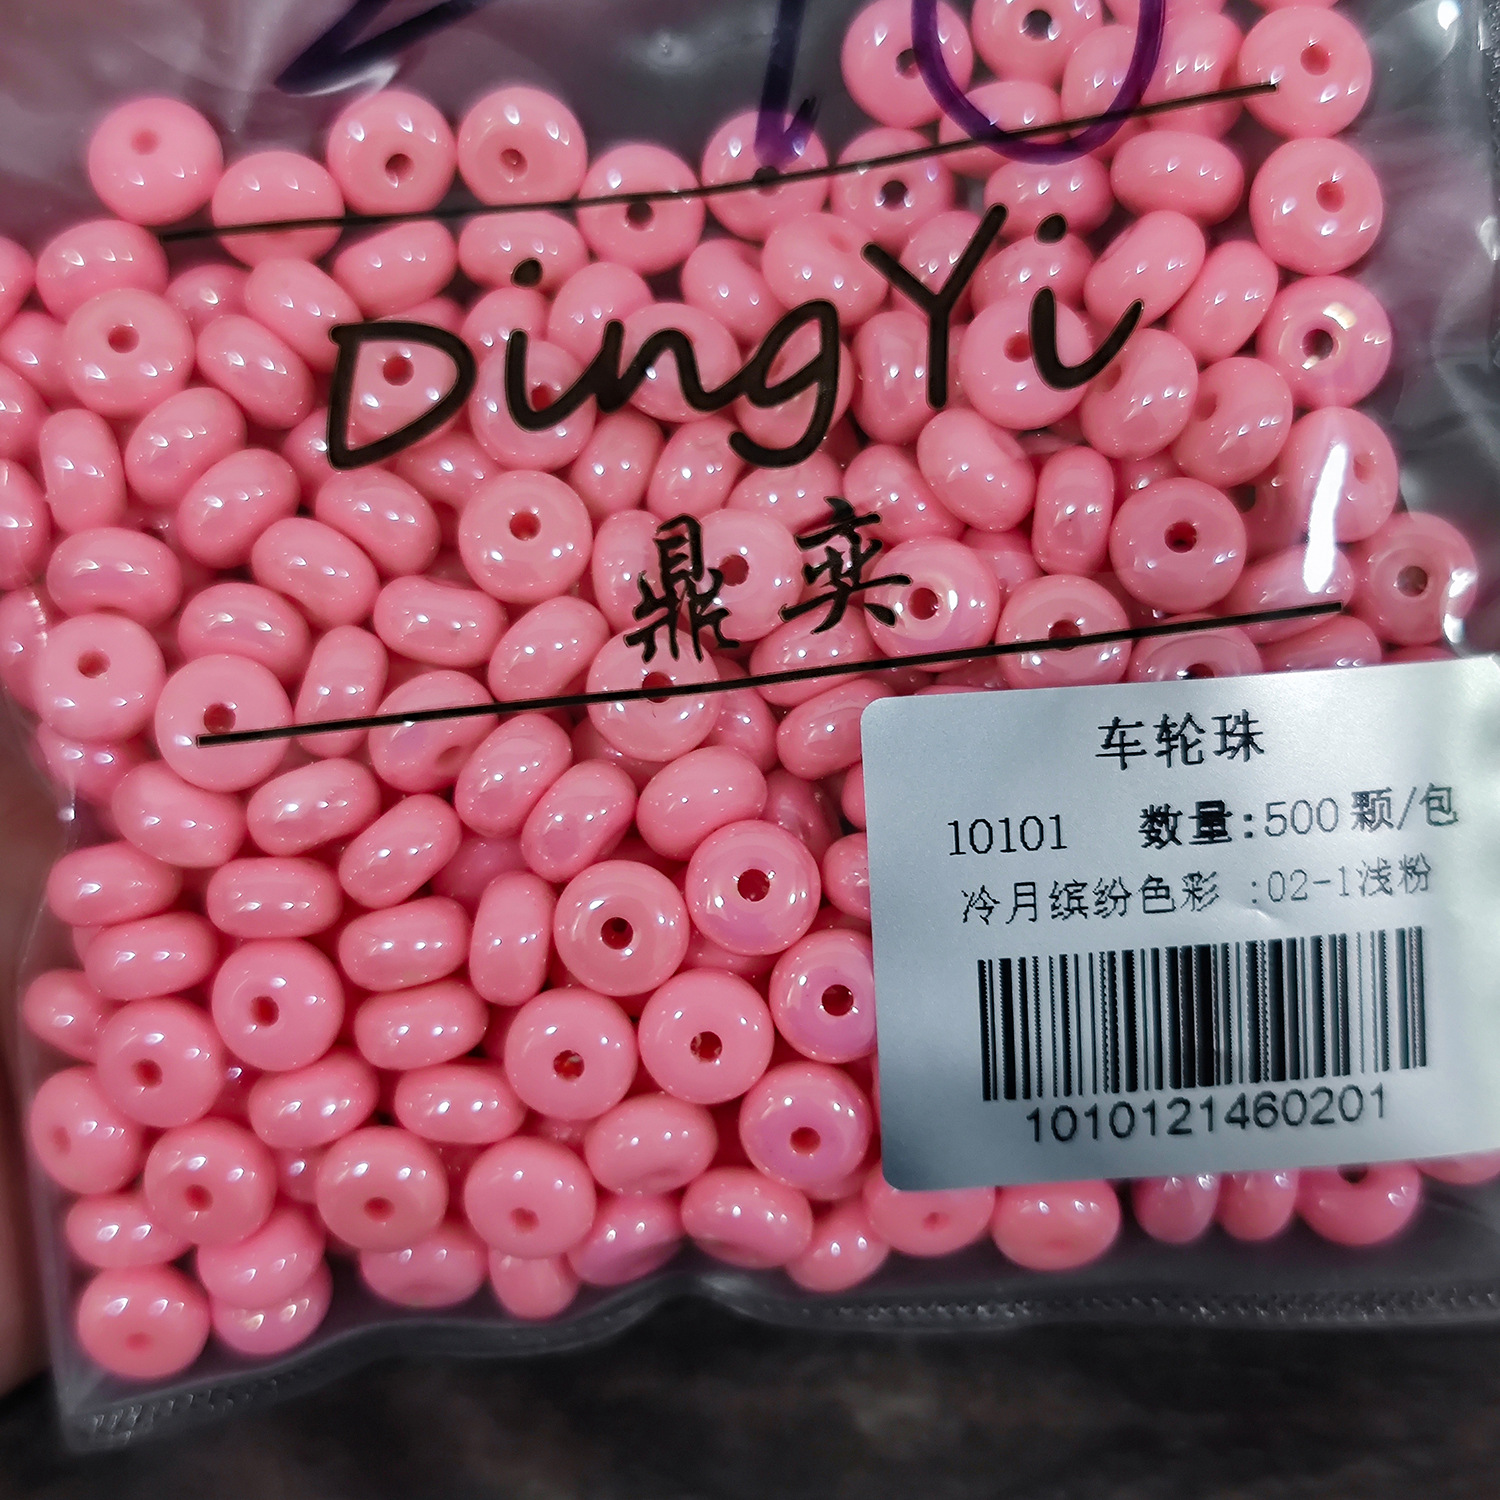 DingYi
鼎奕
车轮珠
10101 数量:500颗/包
冷月缤纷色彩 :02-1浅粉
1010121460201